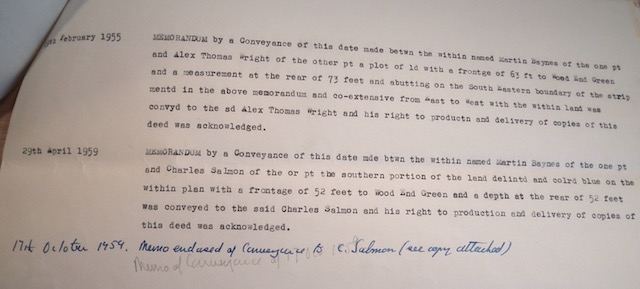 February 1955 MEMORANDUM by a Conveyance of this date made betwn the within named Martin Baynes of the one pt
and Alex Thomas Wright of the other pt a plot of ld with a frontge of 63 ft to Wood End Green
and a measurement at the rear of 73 feet and abutting on the South Eastern boundary of the strip
mentd in the above memorandum and co-extensive from East to West with the within land was
convyd to the sd Alex Thomas Wright and his right to productn and delivery of copies of this
deed was acknowledged.
29th April 1959 MEMORANDUM by a Conveyance of this date mde btwn the within named Martin Baynes of the one pt
and Charles Salmon of the or pt the southern portion of the land delintd and colrd blue on the
within plan with a frontage of 52 feet to Wood End Green and a depth at the rear of 52 feet
was conveyed to the said Charles Salmon and his right to production and delivery of copies of
this deed was acknowledged.
17th October 1959. Memo endorsed of Conveyance to C. Salmon (see copy attached)
Memo of Conveyance of